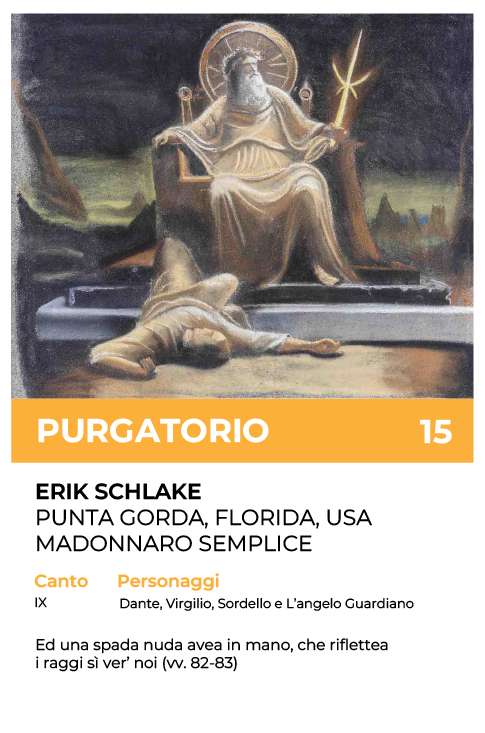 PURGATORIO 15
ERIK SCHLAKE
PUNTA GORDA, FLORIDA, USA
MADONNARO SEMPLICE
Canto Personaggi
IX Dante, Virgilio, Sordello e L'angelo Guardiano
Ed una spada nuda avea in mano, che riflettea
i raggi sì ver' noi (vv. 82-83)